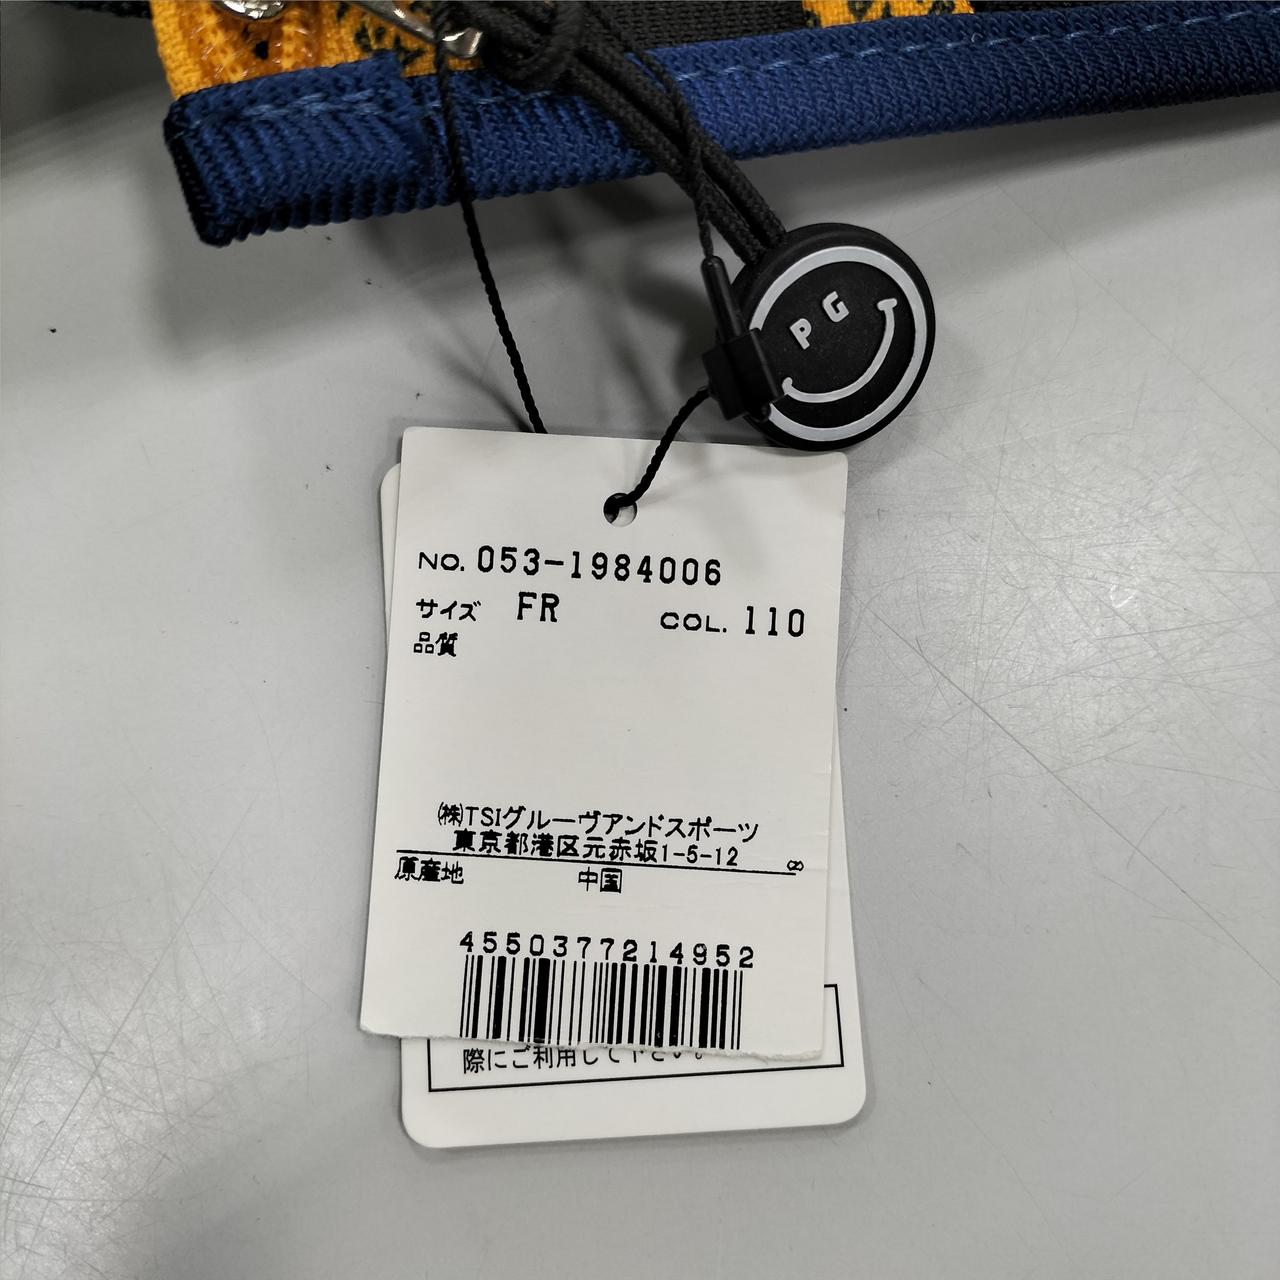 PG
NO. 053-1984006
サイズ FR COL. 110
品質
㈱TSIグルーヴアンドスポーツ
東京都港区元赤坂1-5-12 (2)
原産地 中国
4550377214952
際にご利用して下さい。